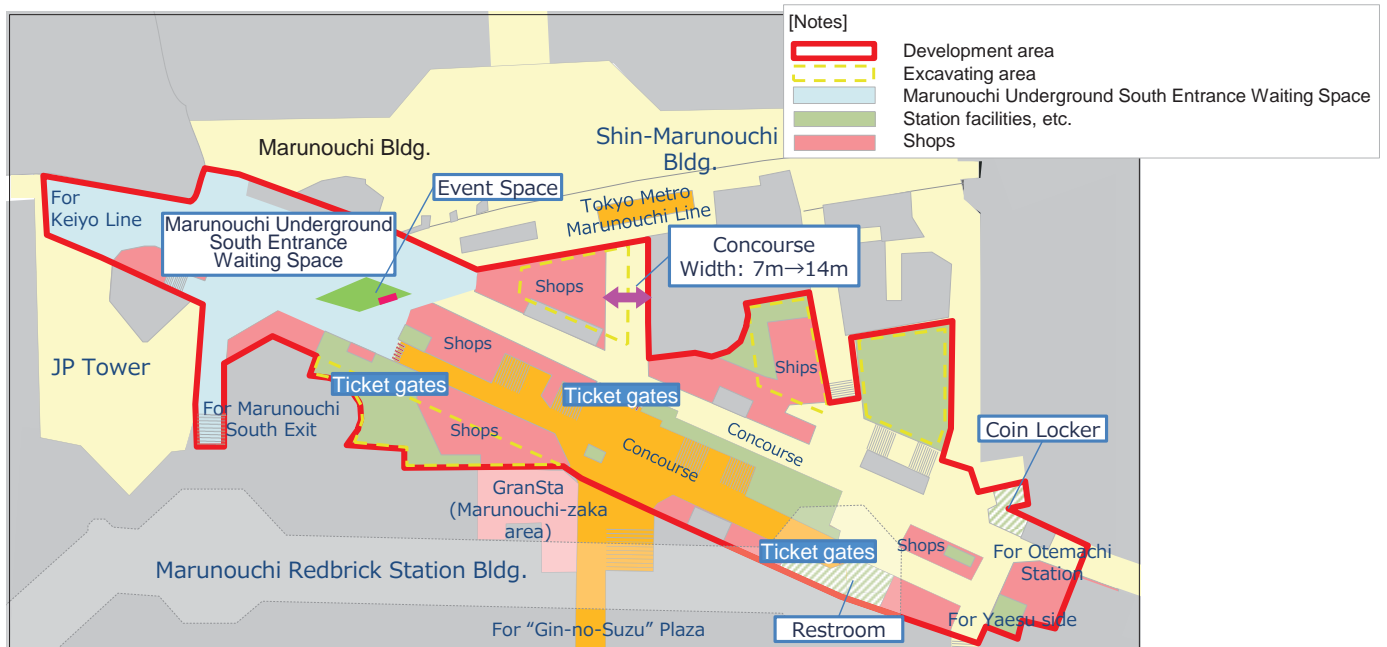 [Notes]
Development area
Excavating area
Marunouchi Underground South Entrance Waiting Space
Station facilities, etc.
Shops
Marunouchi Bldg.
Shin-Marunouchi
Bldg.
Event Space
For
Keiyo Line
Tokyo Metro
Marunouchi Line
Marunouchi Underground
South Entrance
Waiting Space
Concourse
Width: 7m→14m
Shops
Shops
Ships
JP Tower
Ticket gates
Ticket gates
For Marunouchi
South Exit
Shops
Concourse
Concourse
Coin Locker
GranSta
(Marunouchi-zaka
area)
Ticket gates
Shops
For Otemachi
Station
Marunouchi Redbrick Station Bldg.
For "Gin-no-Suzu" Plaza
Restroom
For Yaesu side